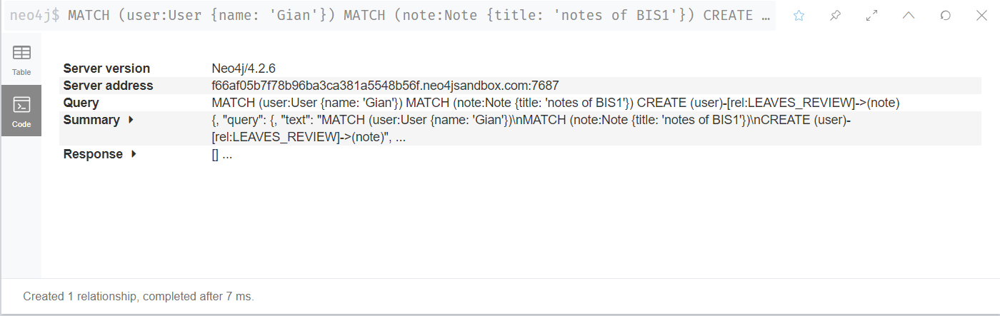 neo4j$ MATCH (user:User {name: 'Gian'}) MATCH (note:Note {title: 'notes of BIS1'}) CREATE …
Table
Code
Server version Neo4j/4.2.6
Server address f66af05b7f78b96ba3ca381a5548b56f.neo4jsandbox.com:7687
Query MATCH (user:User {name: 'Gian'}) MATCH (note:Note {title: 'notes of BIS1'}) CREATE (user)-[rel:LEAVES_REVIEW]->(note)
Summary {, "query": {, "text": "MATCH (user:User {name: 'Gian'})\nMATCH (note:Note {title: 'notes of BIS1'})\nCREATE (user)-
[rel:LEAVES_REVIEW]->(note)", ...
Response [] ...
Created 1 relationship, completed after 7 ms.